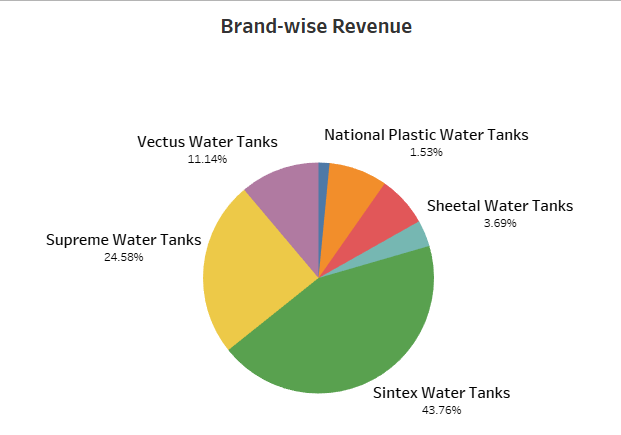 Brand-wise Revenue
Vectus Water Tanks
11.14%
National Plastic Water Tanks
1.53%
Sheetal Water Tanks
3.69%
Supreme Water Tanks
24.58%
Sintex Water Tanks
43.76%